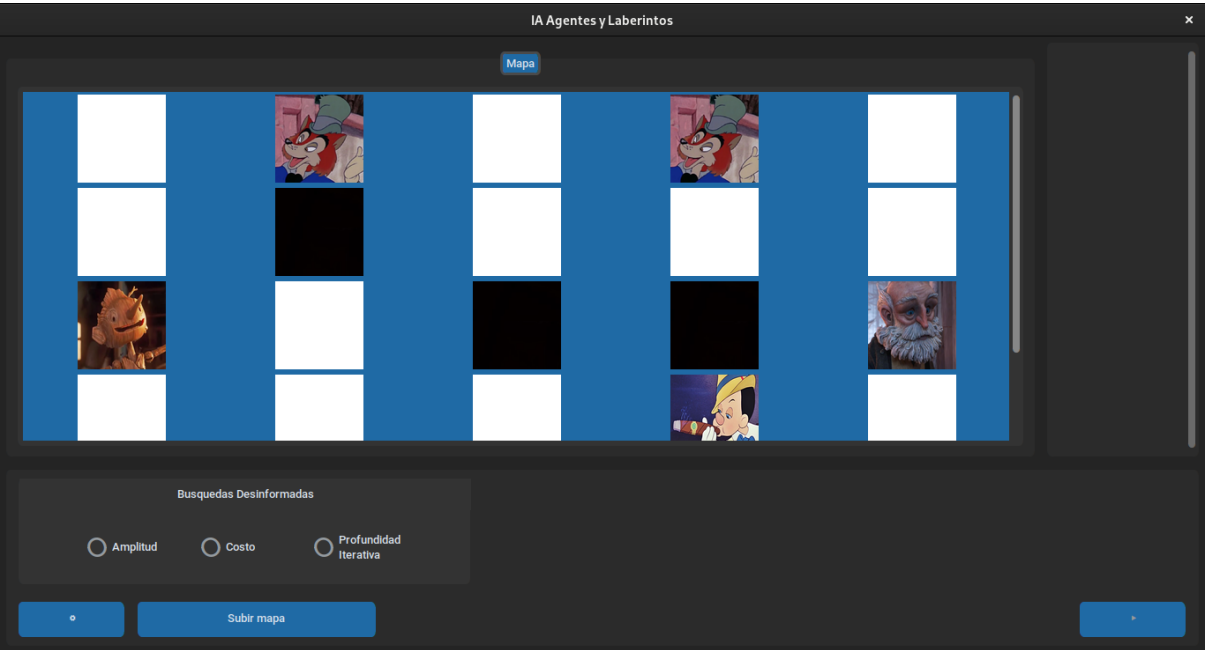 IA Agentes y Laberintos
Mapa
Busquedas Desinformadas
Amplitud
Costo
Profundidad
Iterativa
Subir mapa